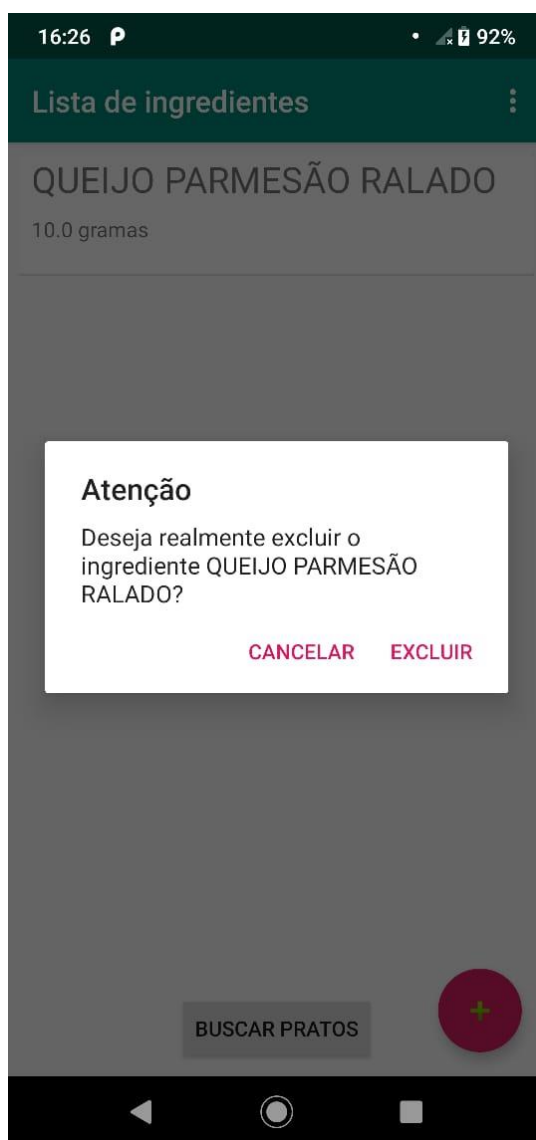 16:26
92%
Lista de ingredientes
QUEIJO PARMESÃO RALADO
10.0 gramas
Atenção
Deseja realmente excluir o
ingrediente QUEIJO PARMESÃO
RALADO?
CANCELAR EXCLUIR
BUSCAR PRATOS